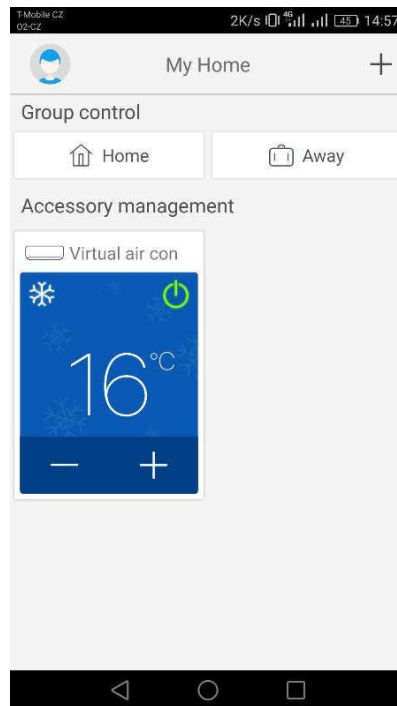 T-Mobile CZ
O2-CZ
2K/s 4G 45 14:57
My Home
Group control
Home Away
Accessory management
Virtual air con
16°C